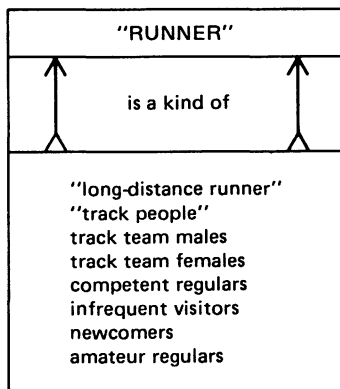 "RUNNER"
is a kind of
"long-distance runner"
"track people"
track team males
track team females
competent regulars
infrequent visitors
newcomers
amateur regulars